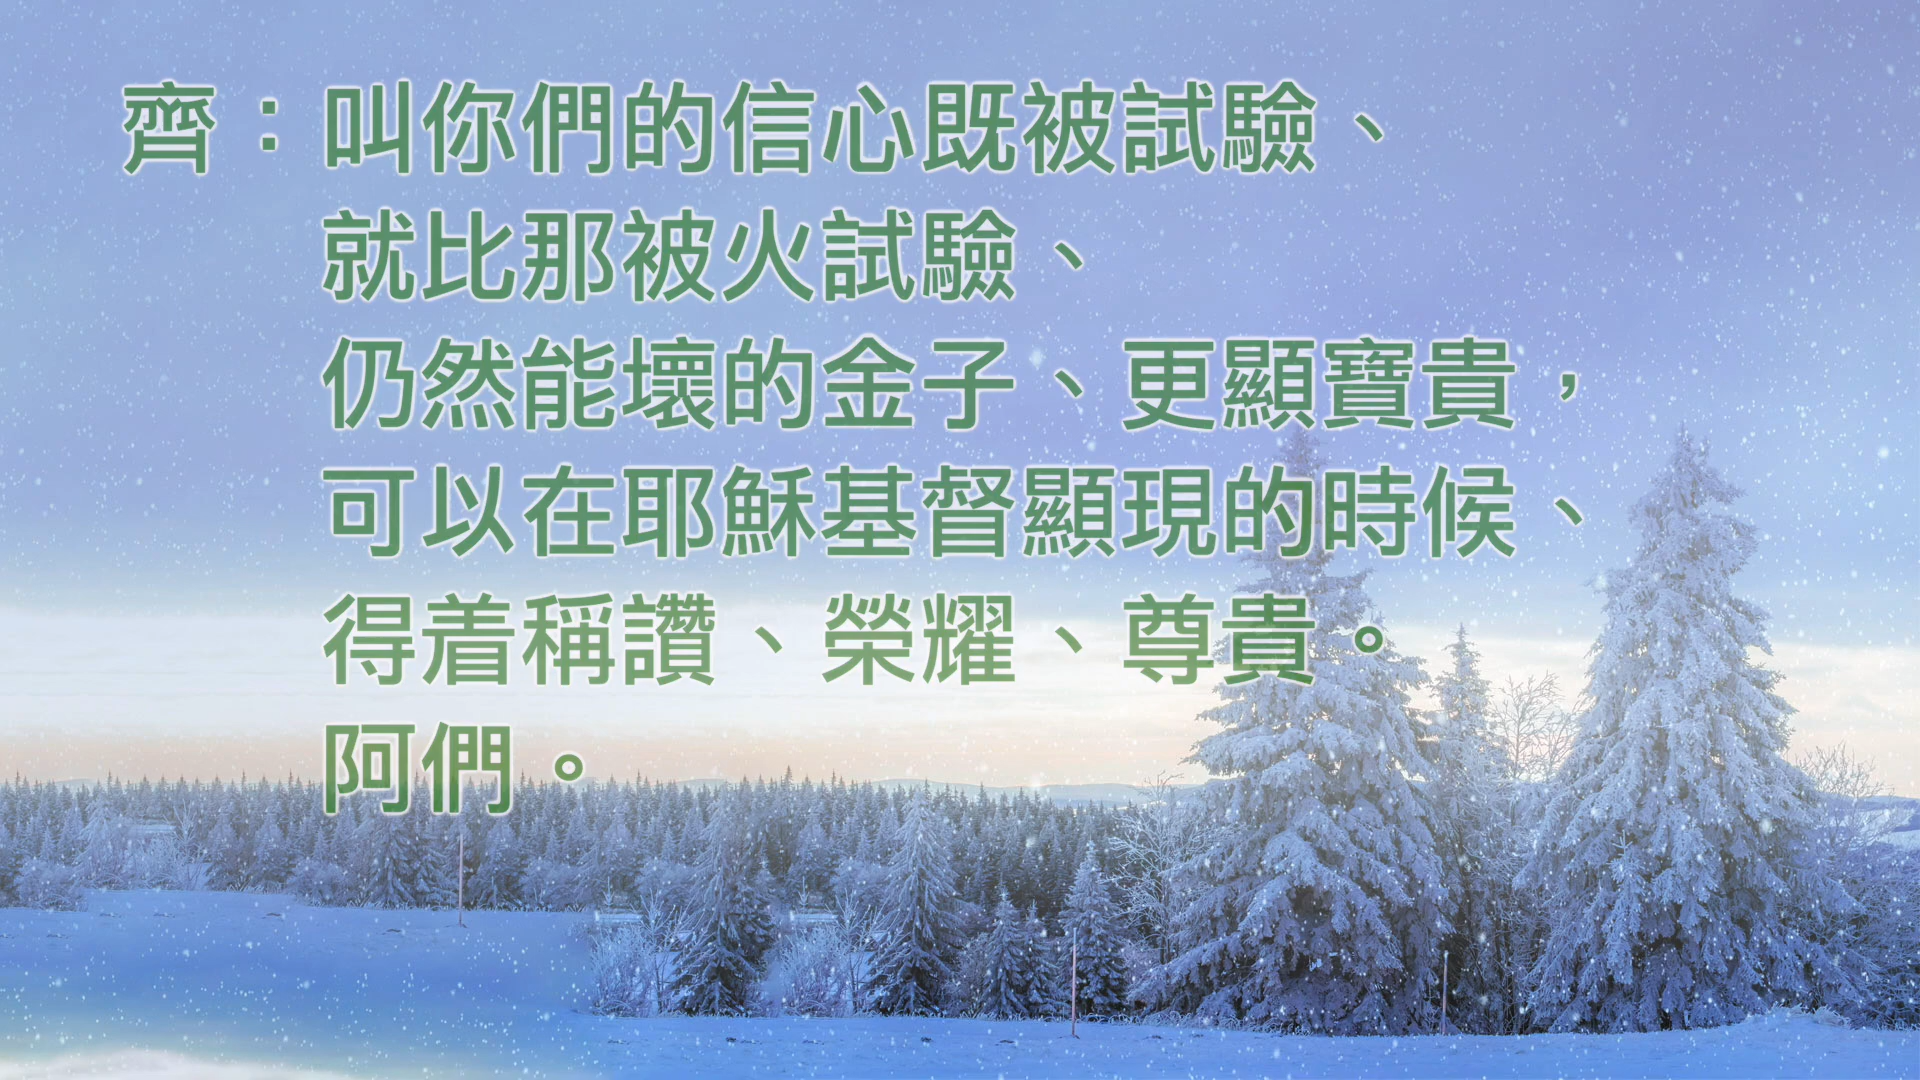 齊：叫你們的信心既被試驗、
就比那被火試驗、
仍然能壞的金子、更顯寶貴，
可以在耶穌基督顯現的時候、
得着稱讚、榮耀、尊貴。
阿們。